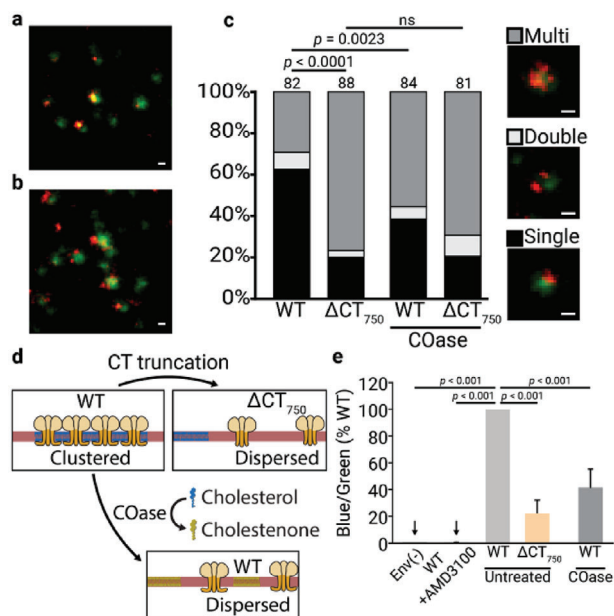 a
b
c
ns
p = 0.0023
p < 0.0001
82 88 84 81
100%
80%
60%
40%
20%
0%
WT ΔCT750 WT ΔCT750
COase
Multi
Double
Single
d
CT truncation
WT
Clustered
ΔCT750
Dispersed
COase
Cholesterol
Cholestenone
WT
Dispersed
e
Blue/Green (% WT)
120
100
80
60
40
20
0
p < 0.001
p < 0.001
p < 0.001
p < 0.001
Env(-)
WT
+AMD3100
WT ΔCT750
Untreated
WT
COase